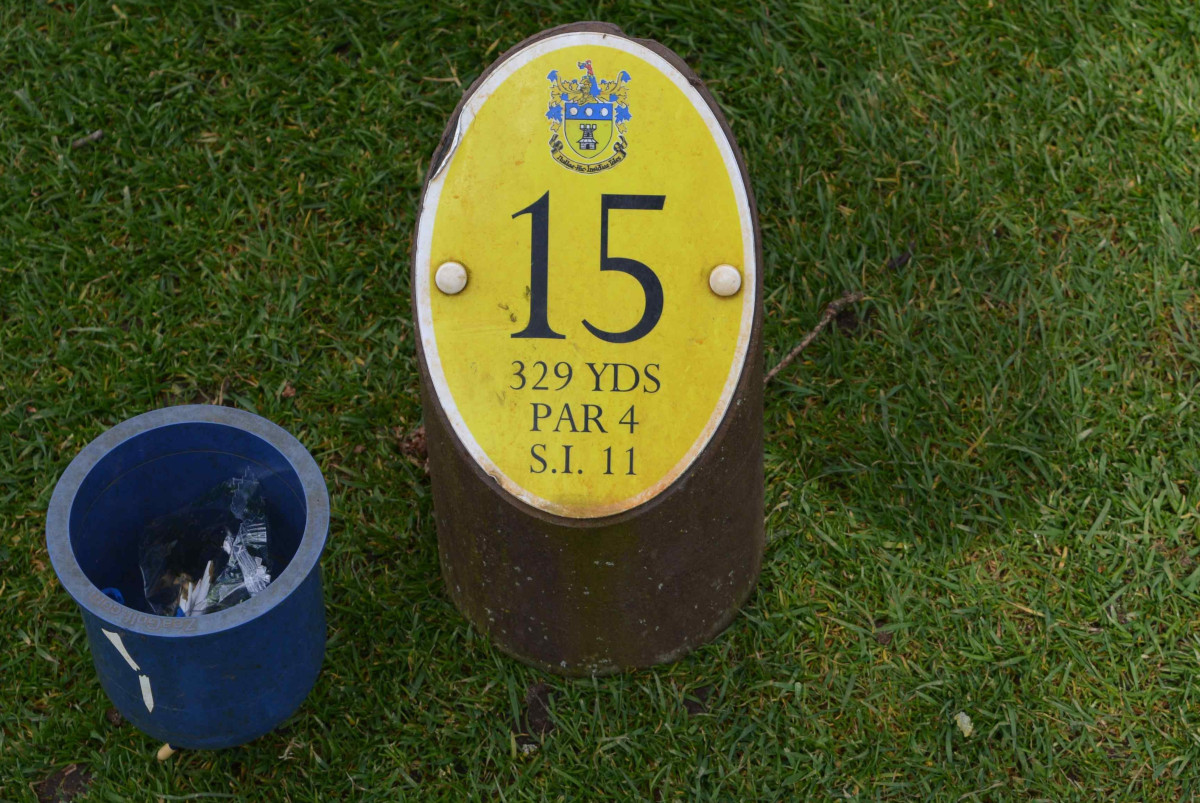 15
329 YDS
PAR 4
S.I. 11